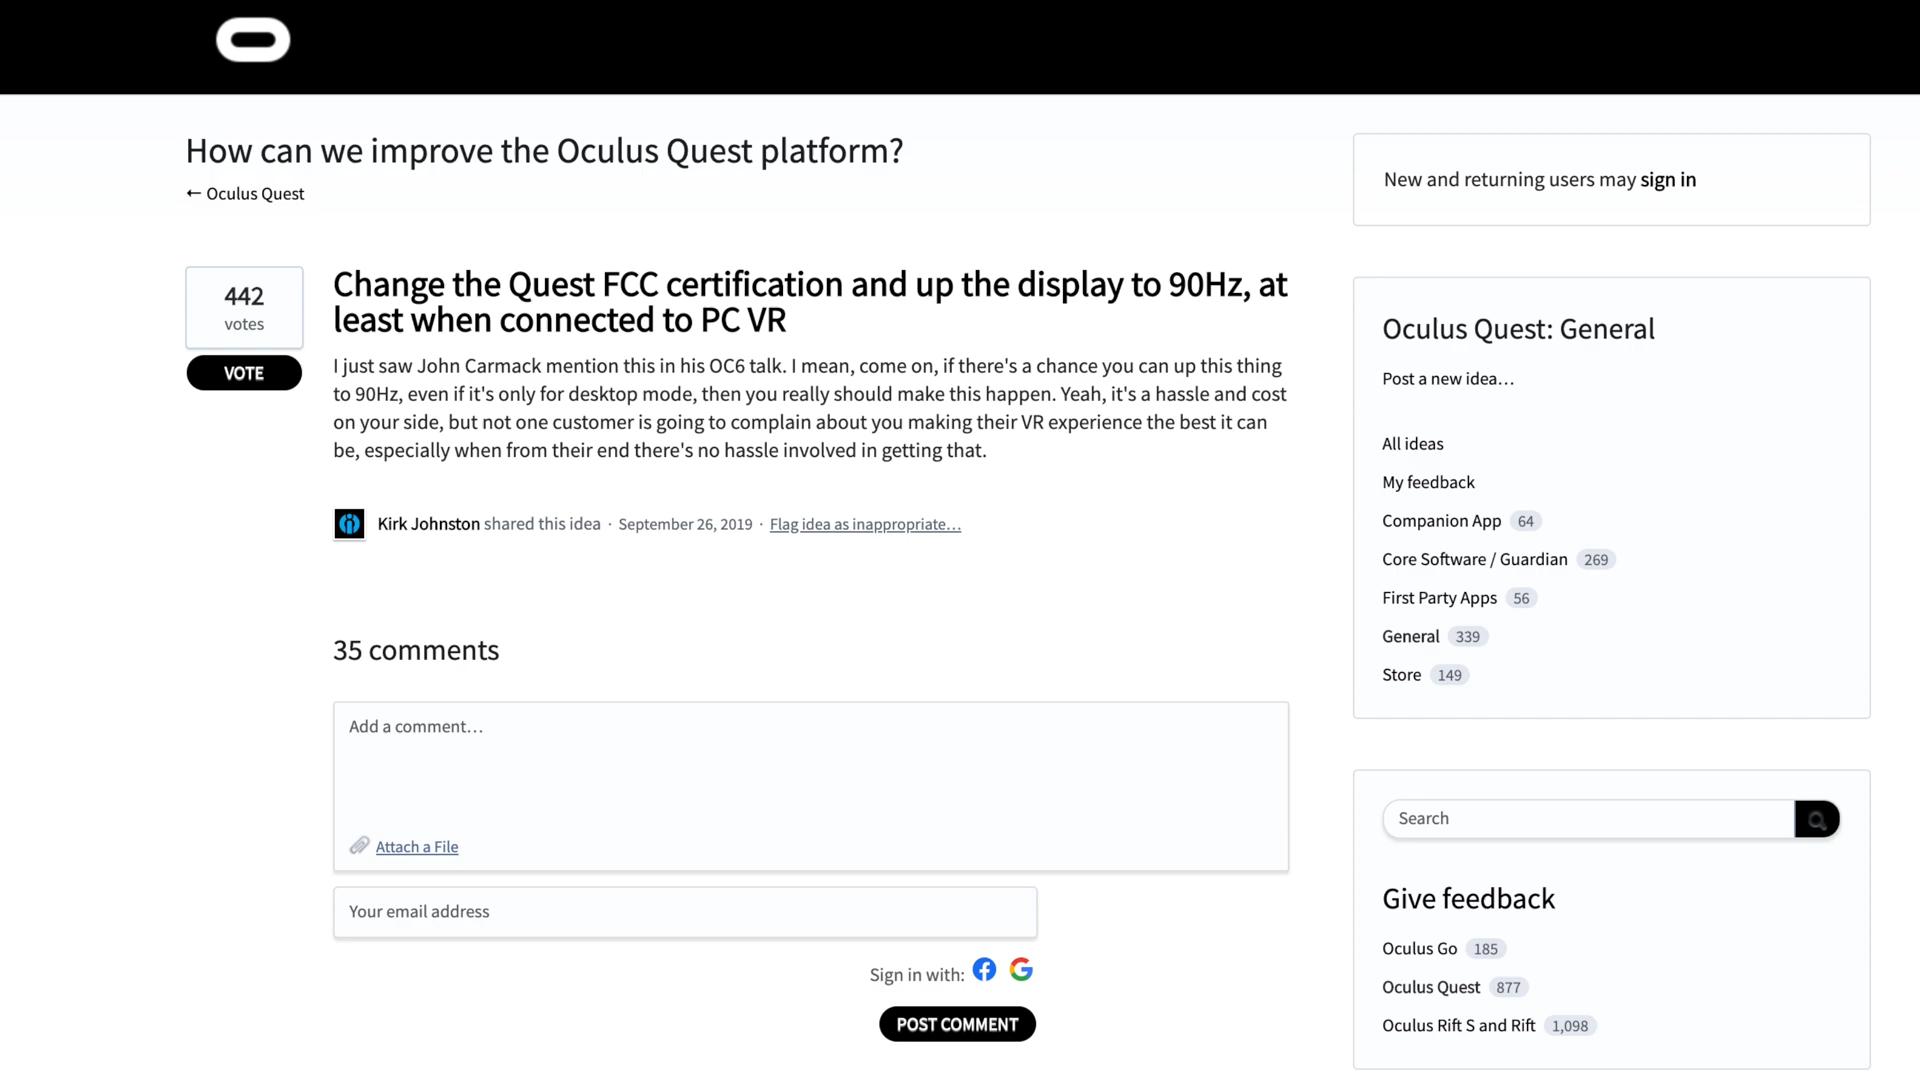 How can we improve the Oculus Quest platform?
← Oculus Quest
442
votes
VOTE
Change the Quest FCC certification and up the display to 90Hz, at
least when connected to PC VR
I just saw John Carmack mention this in his OC6 talk. I mean, come on, if there's a chance you can up this thing
to 90Hz, even if it's only for desktop mode, then you really should make this happen. Yeah, it's a hassle and cost
on your side, but not one customer is going to complain about you making their VR experience the best it can
be, especially when from their end there's no hassle involved in getting that.
Kirk Johnston shared this idea · September 26, 2019 · Flag idea as inappropriate…
35 comments
Add a comment…
Attach a File
Your email address
Sign in with:
POST COMMENT
New and returning users may sign in
Oculus Quest: General
Post a new idea…
All ideas
My feedback
Companion App 64
Core Software / Guardian 269
First Party Apps 56
General 339
Store 149
Search
Give feedback
Oculus Go 185
Oculus Quest 877
Oculus Rift S and Rift 1,098